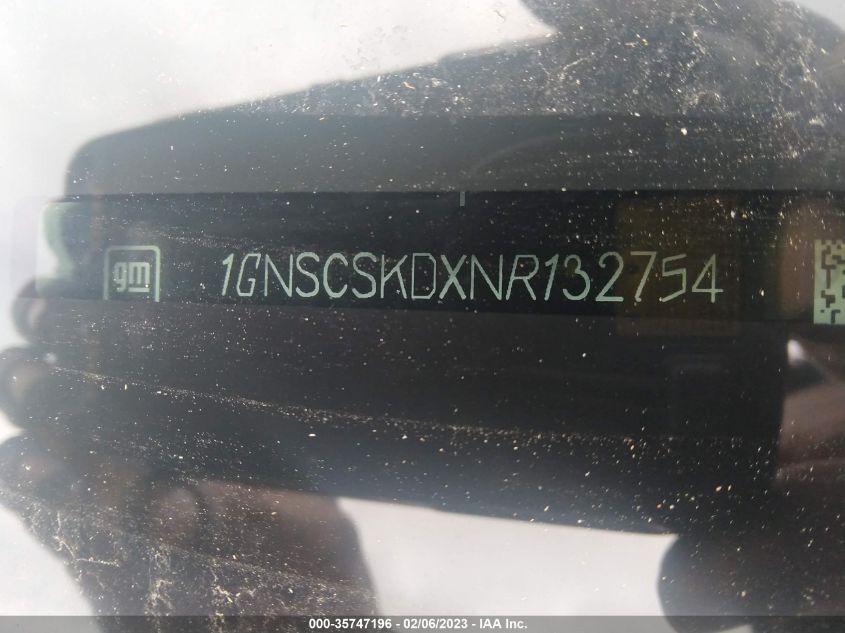 gm 1GNSCSKDXNR132754
000-35747196 - 02/06/2023 - IAA Inc.